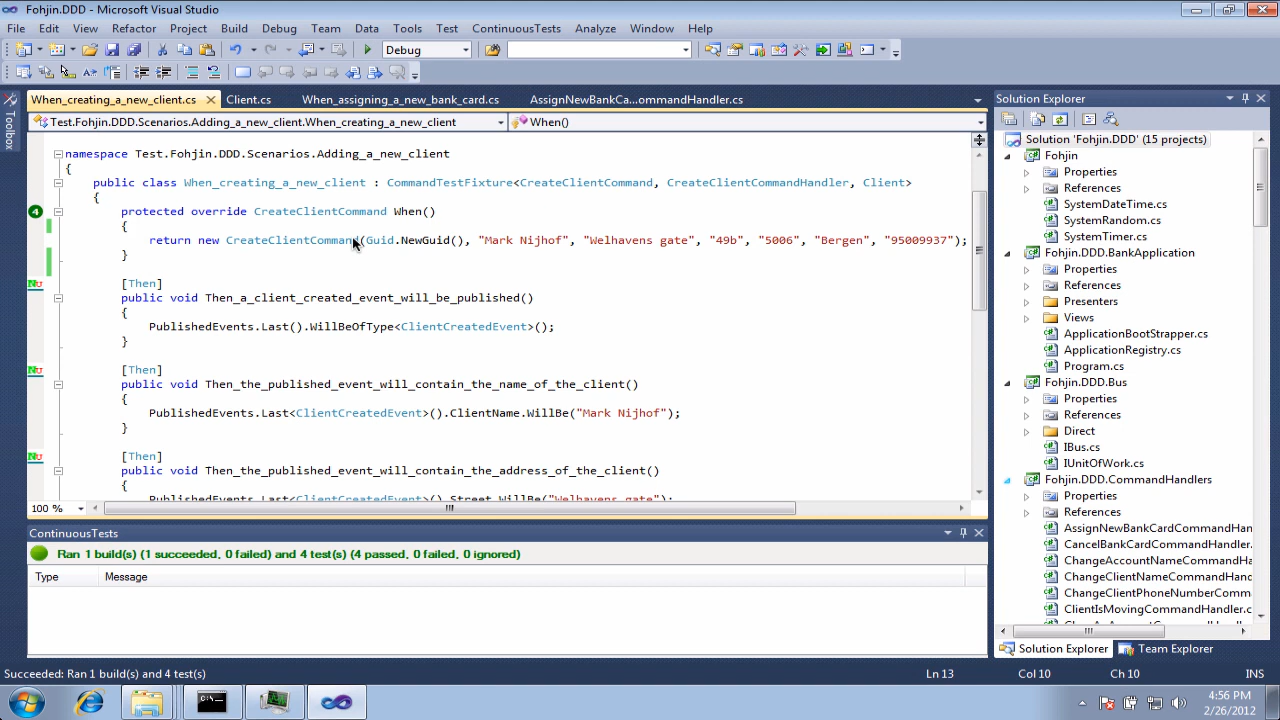 Fohjin.DDD - Microsoft Visual Studio
File Edit View Refactor Project Build Debug Team Data Tools Test ContinuousTests Analyze Window Help
Debug
When_creating_a_new_client.cs Client.cs When_assigning_a_new_bank_card.cs AssignNewBankCa...ommandHandler.cs
Test.Fohjin.DDD.Scenarios.Adding_a_new_client.When_creating_a_new_client When()
Toolbox
namespace Test.Fohjin.DDD.Scenarios.Adding_a_new_client
{
public class When_creating_a_new_client : CommandTestFixture<CreateClientCommand, CreateClientCommandHandler, Client>
{
4 protected override CreateClientCommand When()
{
return new CreateClientCommand(Guid.NewGuid(), "Mark Nijhof", "Welhavens gate", "49b", "5006", "Bergen", "95009937");
}
[Then]
public void Then_a_client_created_event_will_be_published()
{
PublishedEvents.Last().WillBeOfType<ClientCreatedEvent>();
}
[Then]
public void Then_the_published_event_will_contain_the_name_of_the_client()
{
PublishedEvents.Last<ClientCreatedEvent>().ClientName.WillBe("Mark Nijhof");
}
[Then]
public void Then_the_published_event_will_contain_the_address_of_the_client()
{
PublishedEvents.Last<ClientCreatedEvent>().Street.WillBe("Welhavens gate");
100 %
ContinuousTests
Ran 1 build(s) (1 succeeded, 0 failed) and 4 test(s) (4 passed, 0 failed, 0 ignored)
Type Message
Solution Explorer
Solution 'Fohjin.DDD' (15 projects)
Fohjin
Properties
References
SystemDateTime.cs
SystemRandom.cs
SystemTimer.cs
Fohjin.DDD.BankApplication
Properties
References
Presenters
Views
ApplicationBootStrapper.cs
ApplicationRegistry.cs
Program.cs
Fohjin.DDD.Bus
Properties
References
Direct
IBus.cs
IUnitOfWork.cs
Fohjin.DDD.CommandHandlers
Properties
References
AssignNewBankCardCommandHan
CancelBankCardCommandHandler.
ChangeAccountNameCommandHa
ChangeClientNameCommandHand
ChangeClientPhoneNumberComm
ClientIsMovingCommandHandler.c
Solution Explorer Team Explorer
Succeeded: Ran 1 build(s) and 4 test(s) Ln 13 Col 10 Ch 10 INS
4:56 PM
2/26/2012